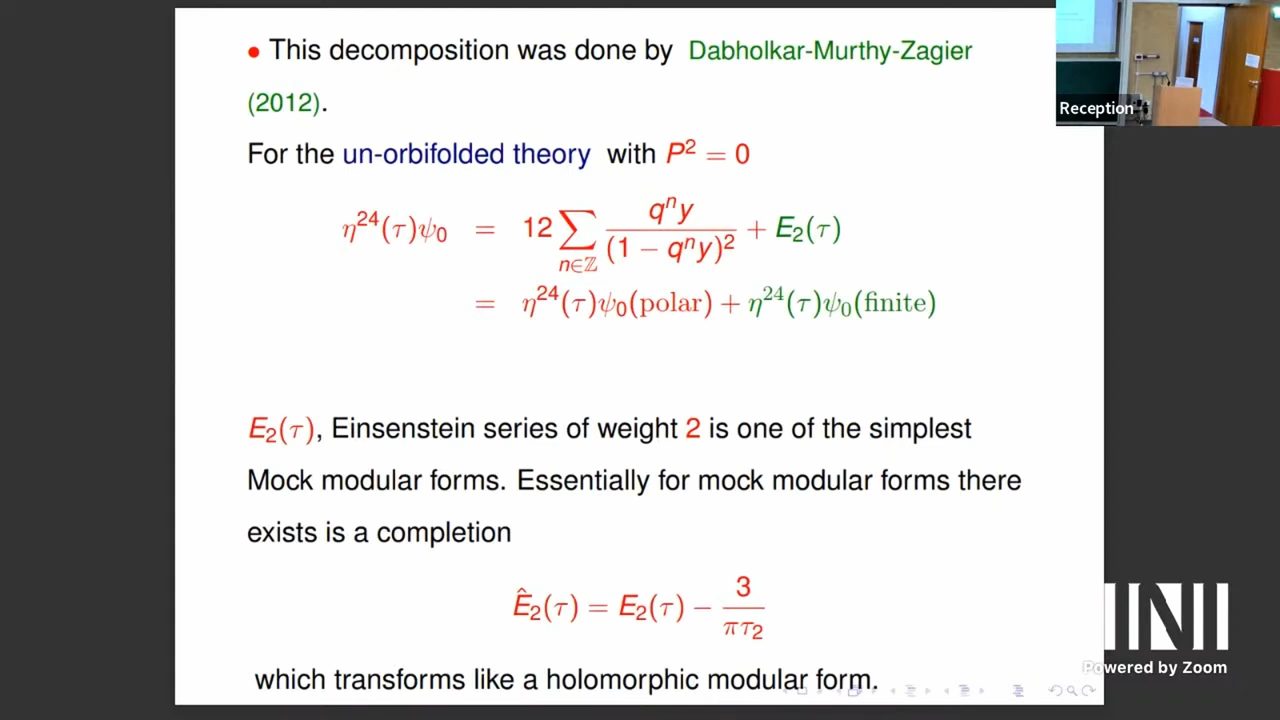 • This decomposition was done by Dabholkar-Murthy-Zagier
(2012).
For the un-orbifolded theory with P² = 0
η²⁴(τ)ψ₀ = 12 ∑_{n∈ℤ} qⁿy / (1 − qⁿy)² + E₂(τ)
= η²⁴(τ)ψ₀(polar) + η²⁴(τ)ψ₀(finite)
E₂(τ), Einsenstein series of weight 2 is one of the simplest
Mock modular forms. Essentially for mock modular forms there
exists is a completion
Ê₂(τ) = E₂(τ) − 3 / πτ₂
which transforms like a holomorphic modular form.
Reception
INI
Powered by Zoom